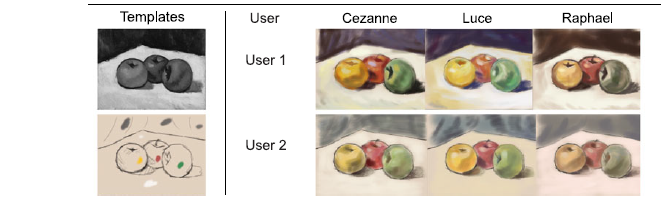 Templates User Cezanne Luce Raphael
User 1
User 2